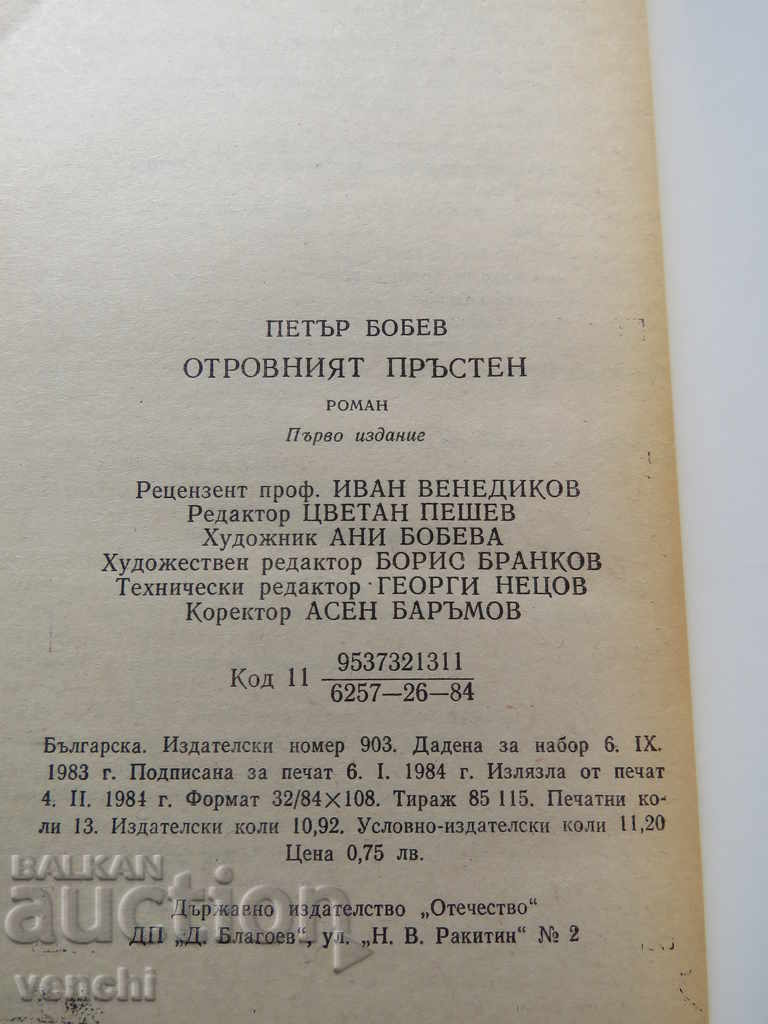 ПЕТЪР БОБЕВ
ОТРОВНИЯТ ПРЪСТЕН
РОМАН
Първо издание
Рецензент проф. ИВАН ВЕНЕДИКОВ
Редактор ЦВЕТАН ПЕШЕВ
Художник АНИ БОБЕВА
Художествен редактор БОРИС БРАНКОВ
Технически редактор ГЕОРГИ НЕЦОВ
Коректор АСЕН БАРЪМОВ
Код 11 9537321311
6257—26—84
Българска. Издателски номер 903. Дадена за набор 6. IX.
1983 г. Подписана за печат 6. I. 1984 г. Излязла от печат
4. II. 1984 г. Формат 32/84×108. Тираж 85 115. Печатни ко-
ли 13. Издателски коли 10,92. Условно-издателски коли 11,20
Цена 0,75 лв.
Държавно издателство „Отечество“
ДП „Д. Благоев“, ул. „Н. В. Ракитин“ № 2
BALKAN
auction
venchi